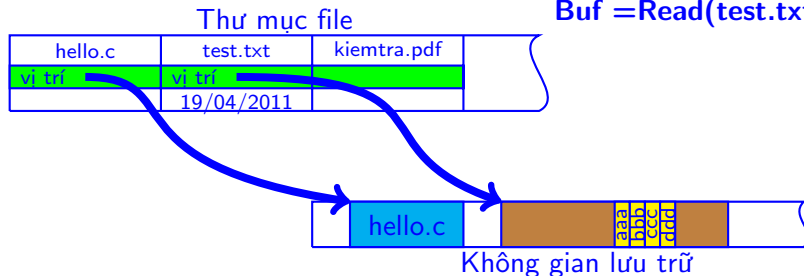 Thư mục file
Buf =Read(test.tx
hello.c test.txt kiemtra.pdf
vị trí vị trí
19/04/2011
hello.c aaa bbb ccc ddd
Không gian lưu trữ